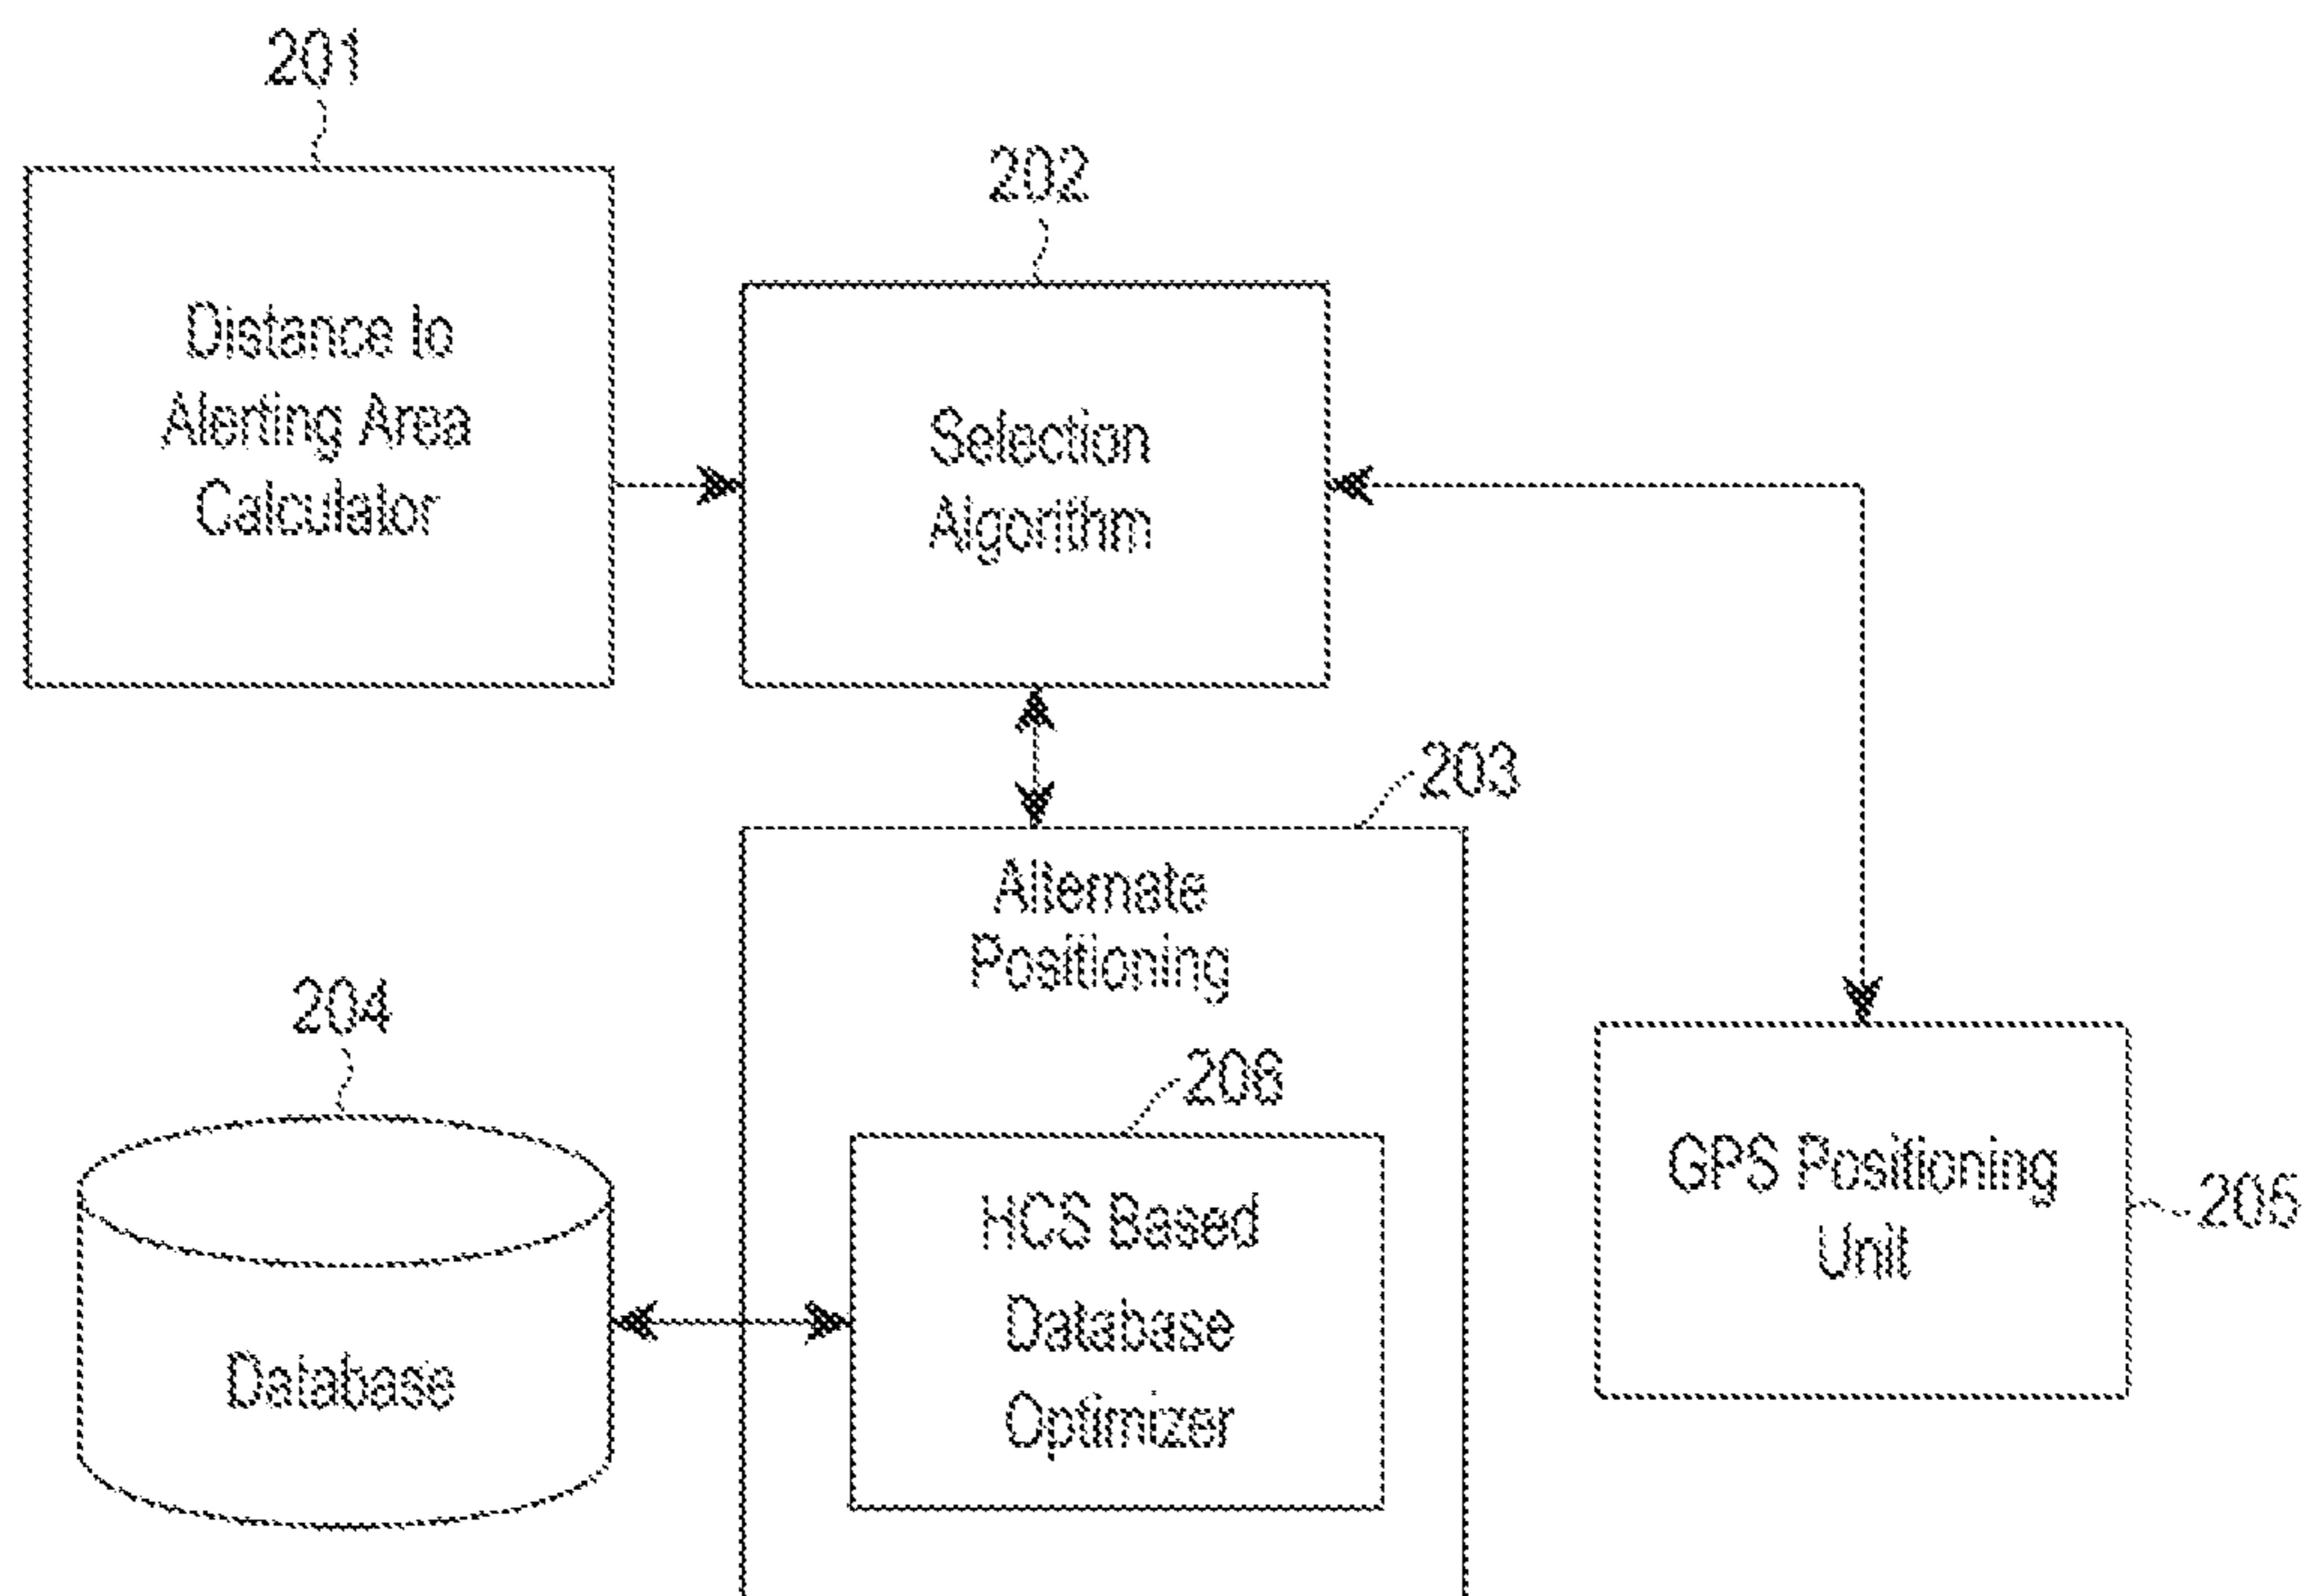 201
Distance to
Alerting Area
Calculator
202
Selection
Algorithm
203
Alternate
Positioning
204
Database
206
HCS Based
Database
Optimizer
GPS Positioning
Unit
205